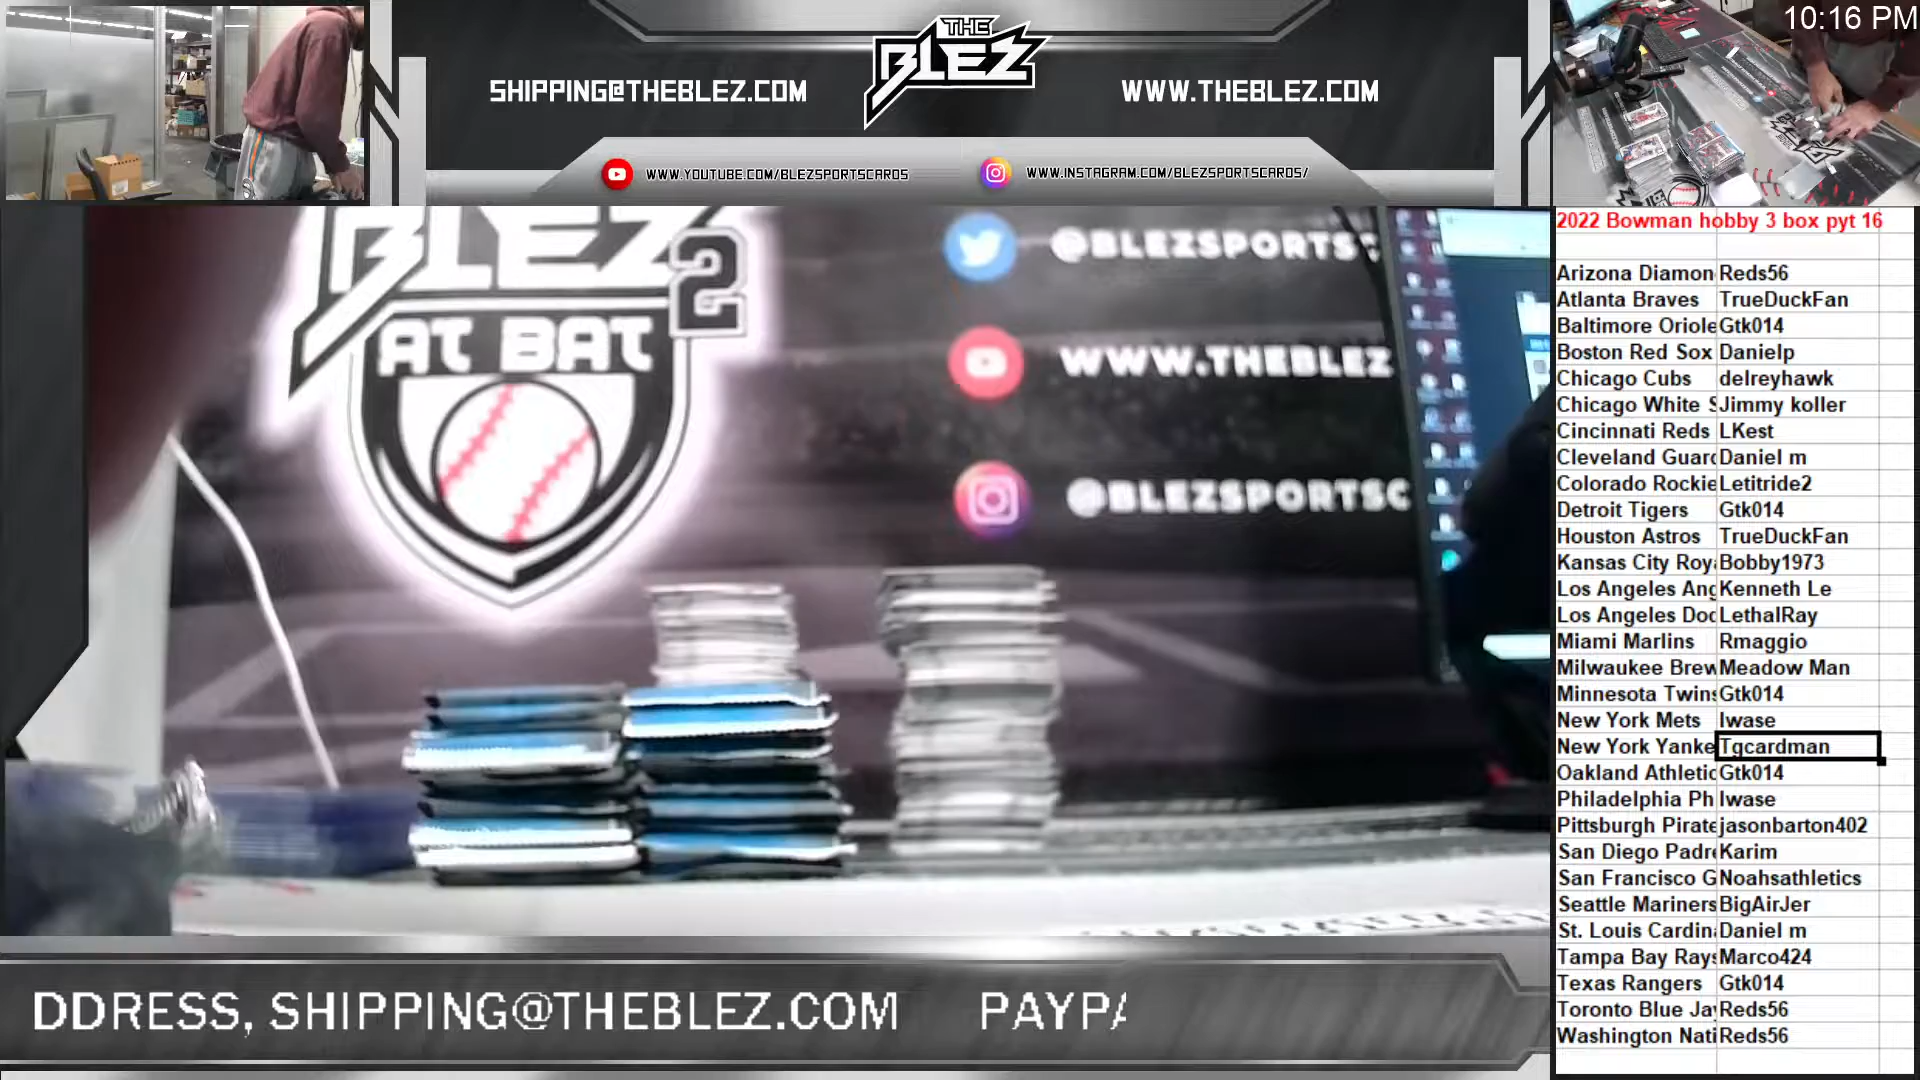 THE
BLEZ
SHIPPING@THEBLEZ.COM
WWW.THEBLEZ.COM
WWW.YOUTUBE.COM/BLEZSPORTSCARDS
WWW.INSTAGRAM.COM/BLEZSPORTSCARDS/
10:16 PM
BLEZ
2
AT BAT
@BLEZSPORTS
WWW.THEBLEZ
@BLEZSPORTSC
2022 Bowman hobby 3 box pyt 16
Arizona Diamon Reds56
Atlanta Braves TrueDuckFan
Baltimore Oriole Gtk014
Boston Red Sox Danielp
Chicago Cubs delreyhawk
Chicago White S Jimmy koller
Cincinnati Reds LKest
Cleveland Guard Daniel m
Colorado Rockie Letitride2
Detroit Tigers Gtk014
Houston Astros TrueDuckFan
Kansas City Roya Bobby1973
Los Angeles Ang Kenneth Le
Los Angeles Dod LethalRay
Miami Marlins Rmaggio
Milwaukee Brew Meadow Man
Minnesota Twins Gtk014
New York Mets Iwase
New York Yanke Tgcardman
Oakland Athletic Gtk014
Philadelphia Ph Iwase
Pittsburgh Pirate jasonbarton402
San Diego Padre Karim
San Francisco G Noahsathletics
Seattle Mariners BigAirJer
St. Louis Cardina Daniel m
Tampa Bay Rays Marco424
Texas Rangers Gtk014
Toronto Blue Jay Reds56
Washington Nati Reds56
DDRESS, SHIPPING@THEBLEZ.COM PAYPA